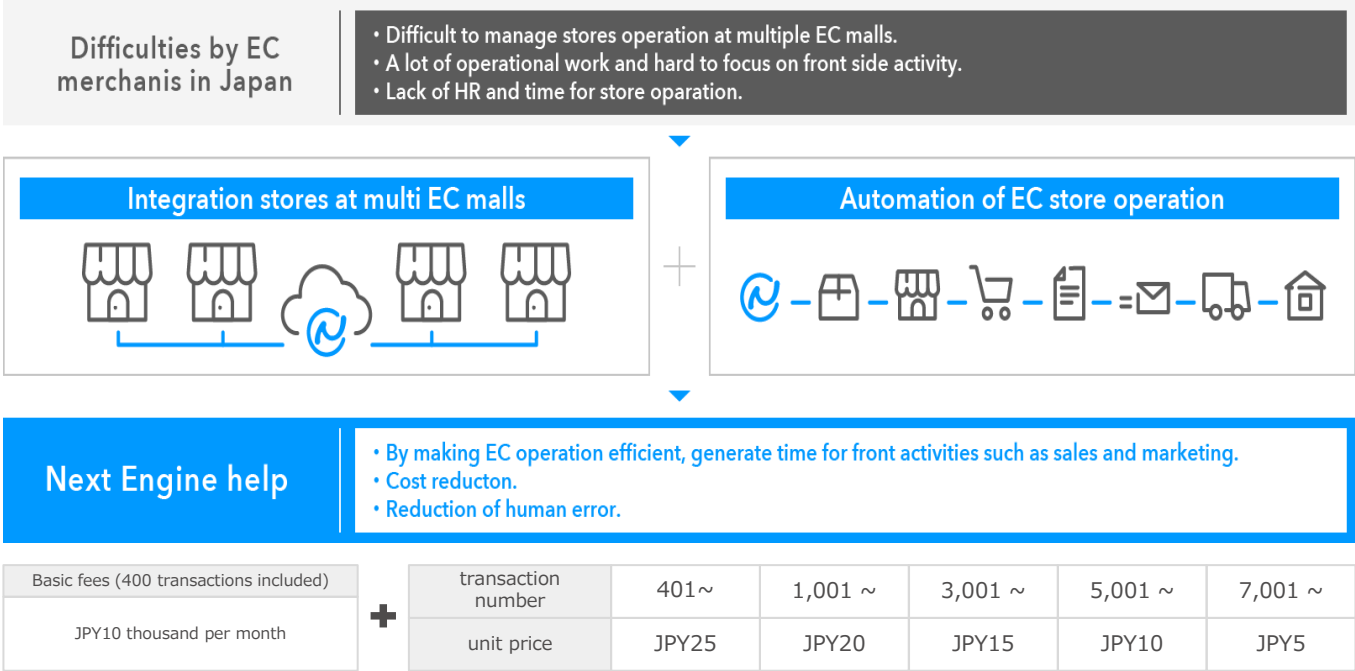 Difficulties by EC
merchanis in Japan
• Difficult to manage stores operation at multiple EC malls.
• A lot of operational work and hard to focus on front side activity.
• Lack of HR and time for store oparation.
Integration stores at multi EC malls
Automation of EC store operation
Next Engine help
• By making EC operation efficient, generate time for front activities such as sales and marketing.
• Cost reducton.
• Reduction of human error.
Basic fees (400 transactions included)
JPY10 thousand per month
transaction
number
401~
1,001 ~
3,001 ~
5,001 ~
7,001 ~
unit price
JPY25
JPY20
JPY15
JPY10
JPY5